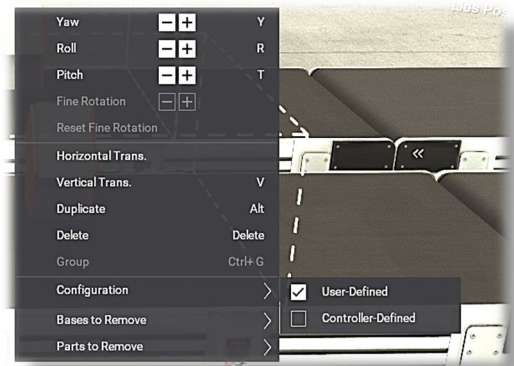 Yaw - + Y
Roll - + R
Pitch - + T
Fine Rotation - +
Reset Fine Rotation
Horizontal Trans.
Vertical Trans. V
Duplicate Alt
Delete Delete
Group Ctrl+ G
Configuration
User-Defined
Controller-Defined
Bases to Remove
Parts to Remove